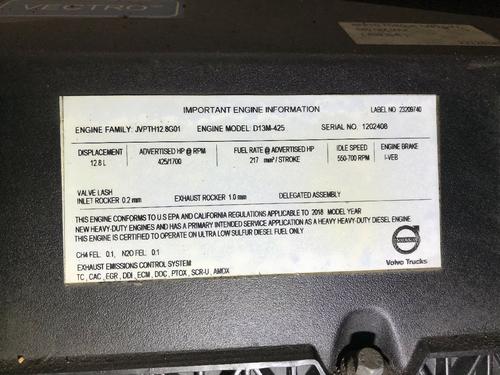 VECTRO
IMPORTANT ENGINE INFORMATION
LABEL NO. 23209740
ENGINE FAMILY: JVPTH12.8G01 ENGINE MODEL: D13M-425 SERIAL NO. 1202408
DISPLACEMENT ADVERTISED HP @ RPM FUEL RATE @ ADVERTISED HP IDLE SPEED ENGINE BRAKE
12.8 L 425/1700 217 mm³ / STROKE 550-700 RPM I-VEB
VALVE LASH
INLET ROCKER 0.2 mm EXHAUST ROCKER 1.0 mm DELEGATED ASSEMBLY
THIS ENGINE CONFORMS TO U S EPA AND CALIFORNIA REGULATIONS APPLICABLE TO 2018 MODEL YEAR
NEW HEAVY-DUTY ENGINES AND HAS A PRIMARY INTENDED SERVICE APPLICATION AS A HEAVY HEAVY-DUTY DIESEL ENGINE
THIS ENGINE IS CERTIFIED TO OPERATE ON ULTRA LOW SULFUR DIESEL FUEL ONLY
CH4 FEL: 0.1, N2O FEL: 0.1
EXHAUST EMISSIONS CONTROL SYSTEM
TC , CAC , EGR , DDI , ECM , DOC, PTOX, SCR-U , AMOX
VOLVO
Volvo Trucks